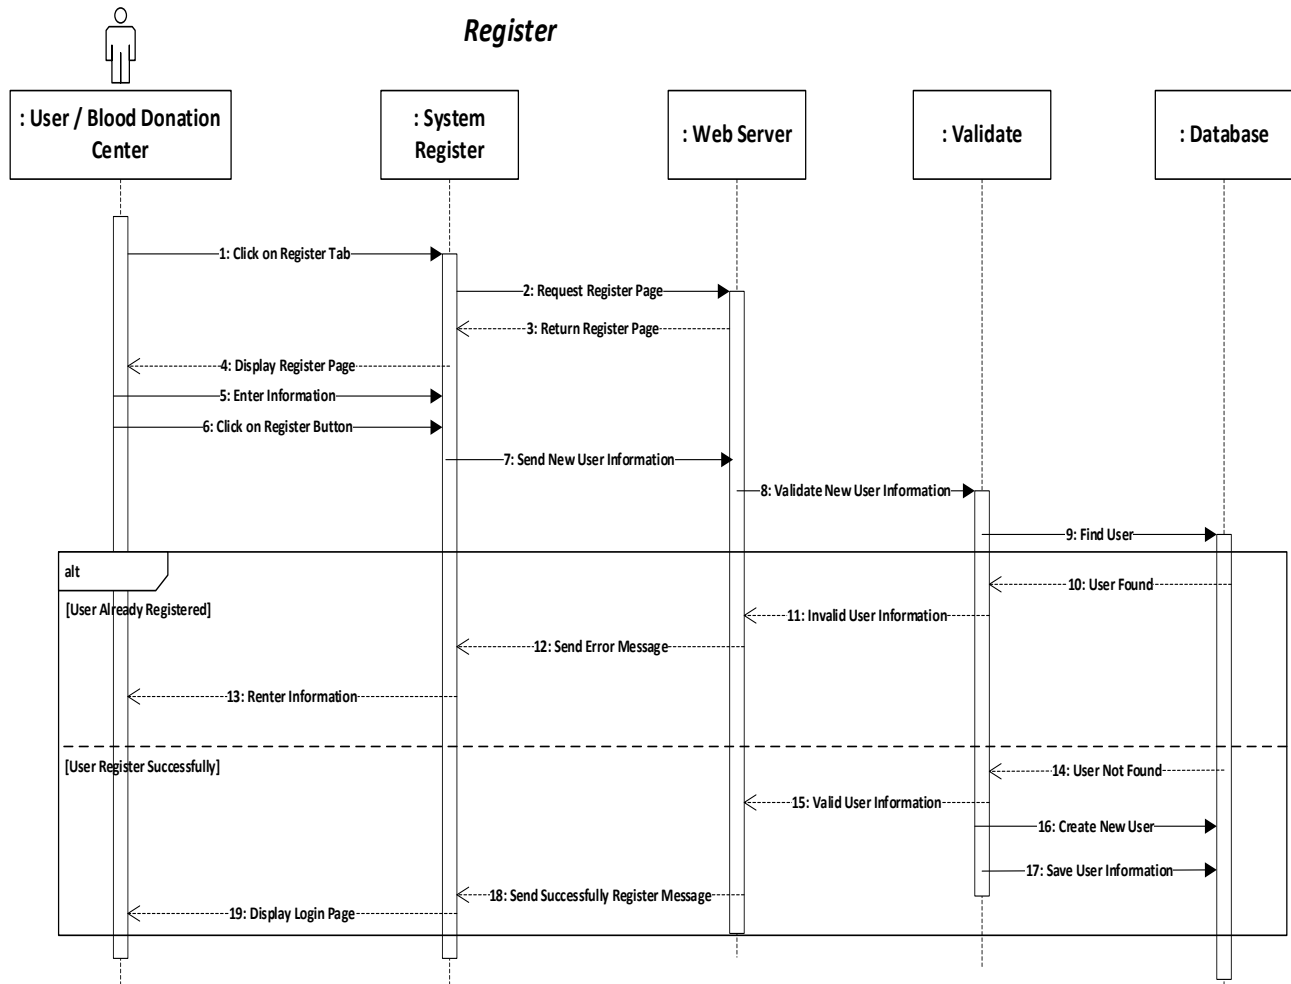 Register
: User / Blood Donation
Center
: System
Register
: Web Server
: Validate
: Database
1: Click on Register Tab
2: Request Register Page
3: Return Register Page
4: Display Register Page
5: Enter Information
6: Click on Register Button
7: Send New User Information
8: Validate New User Information
9: Find User
alt
[User Already Registered]
10: User Found
11: Invalid User Information
12: Send Error Message
13: Renter Information
[User Register Successfully]
14: User Not Found
15: Valid User Information
16: Create New User
17: Save User Information
18: Send Successfully Register Message
19: Display Login Page